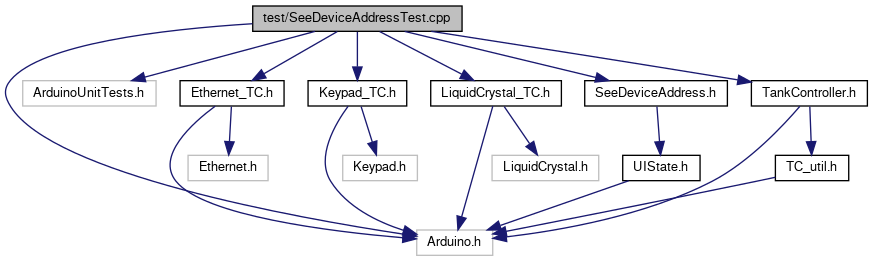 test/SeeDeviceAddressTest.cpp
ArduinoUnitTests.h
Ethernet_TC.h
Keypad_TC.h
LiquidCrystal_TC.h
SeeDeviceAddress.h
TankController.h
Ethernet.h
Keypad.h
LiquidCrystal.h
UIState.h
TC_util.h
Arduino.h